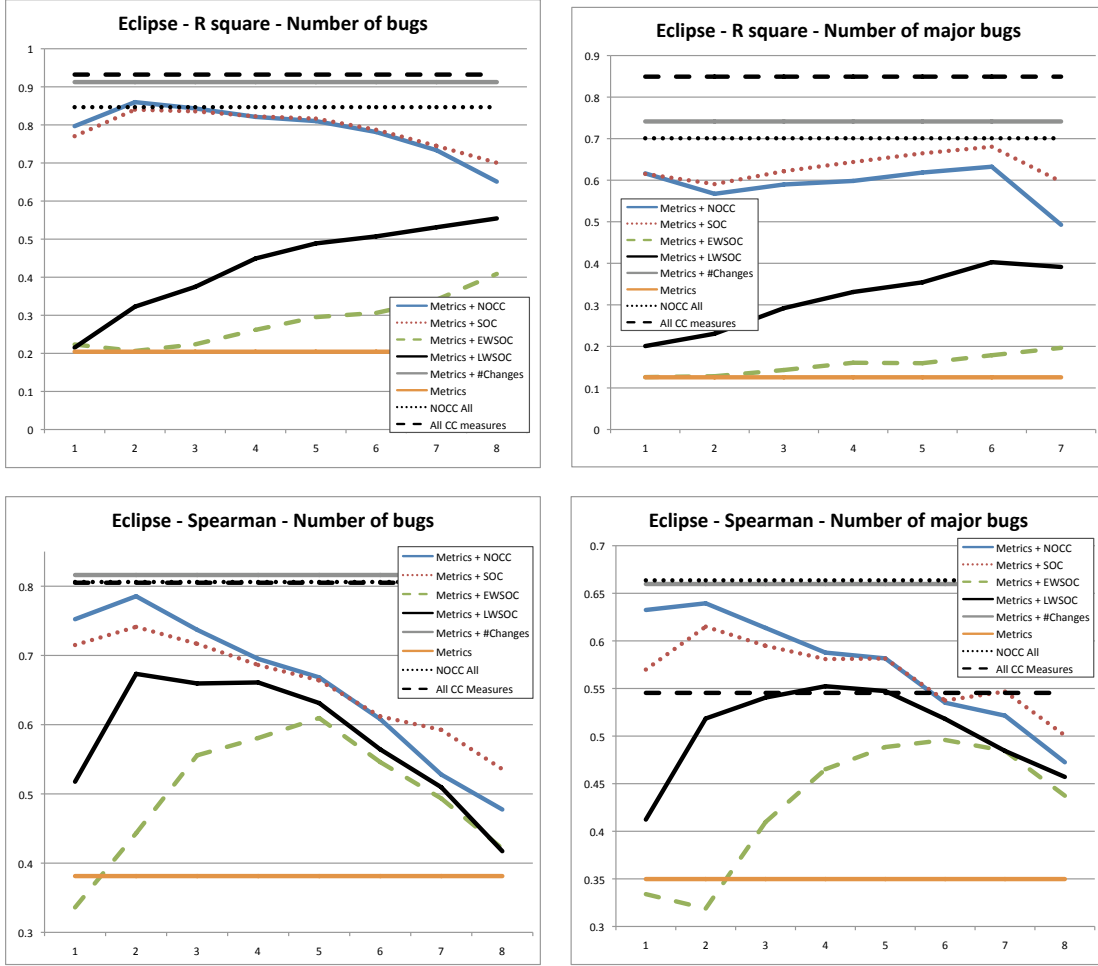 Eclipse - R square - Number of bugs
1
0.9
0.8
0.7
0.6
0.5
0.4
0.3
0.2
0.1
0
1 2 3 4 5 6 7 8
Metrics + NOCC
Metrics + SOC
Metrics + EWSOC
Metrics + LWSOC
Metrics + #Changes
Metrics
NOCC All
All CC measures
Eclipse - R square - Number of major bugs
0.9
0.8
0.7
0.6
0.5
0.4
0.3
0.2
0.1
0
1 2 3 4 5 6 7
Metrics + NOCC
Metrics + SOC
Metrics + EWSOC
Metrics + LWSOC
Metrics + #Changes
Metrics
NOCC All
All CC measures
Eclipse - Spearman - Number of bugs
0.8
0.7
0.6
0.5
0.4
0.3
1 2 3 4 5 6 7 8
Metrics + NOCC
Metrics + SOC
Metrics + EWSOC
Metrics + LWSOC
Metrics + #Changes
Metrics
NOCC All
All CC Measures
Eclipse - Spearman - Number of major bugs
0.7
0.65
0.6
0.55
0.5
0.45
0.4
0.35
0.3
1 2 3 4 5 6 7 8
Metrics + NOCC
Metrics + SOC
Metrics + EWSOC
Metrics + LWSOC
Metrics + #Changes
Metrics
NOCC All
All CC Measures